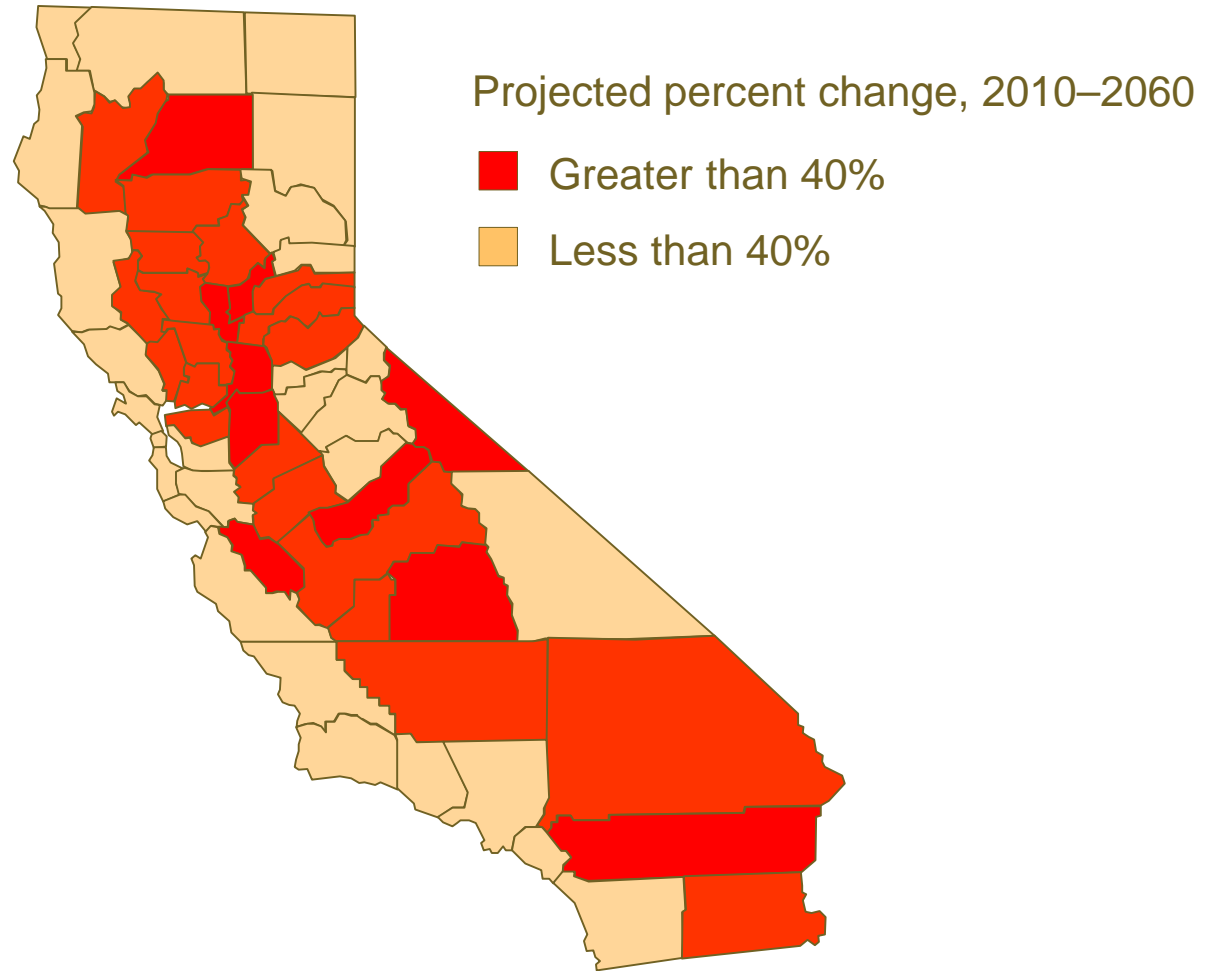 Projected percent change, 2010–2060
Greater than 40%
Less than 40%